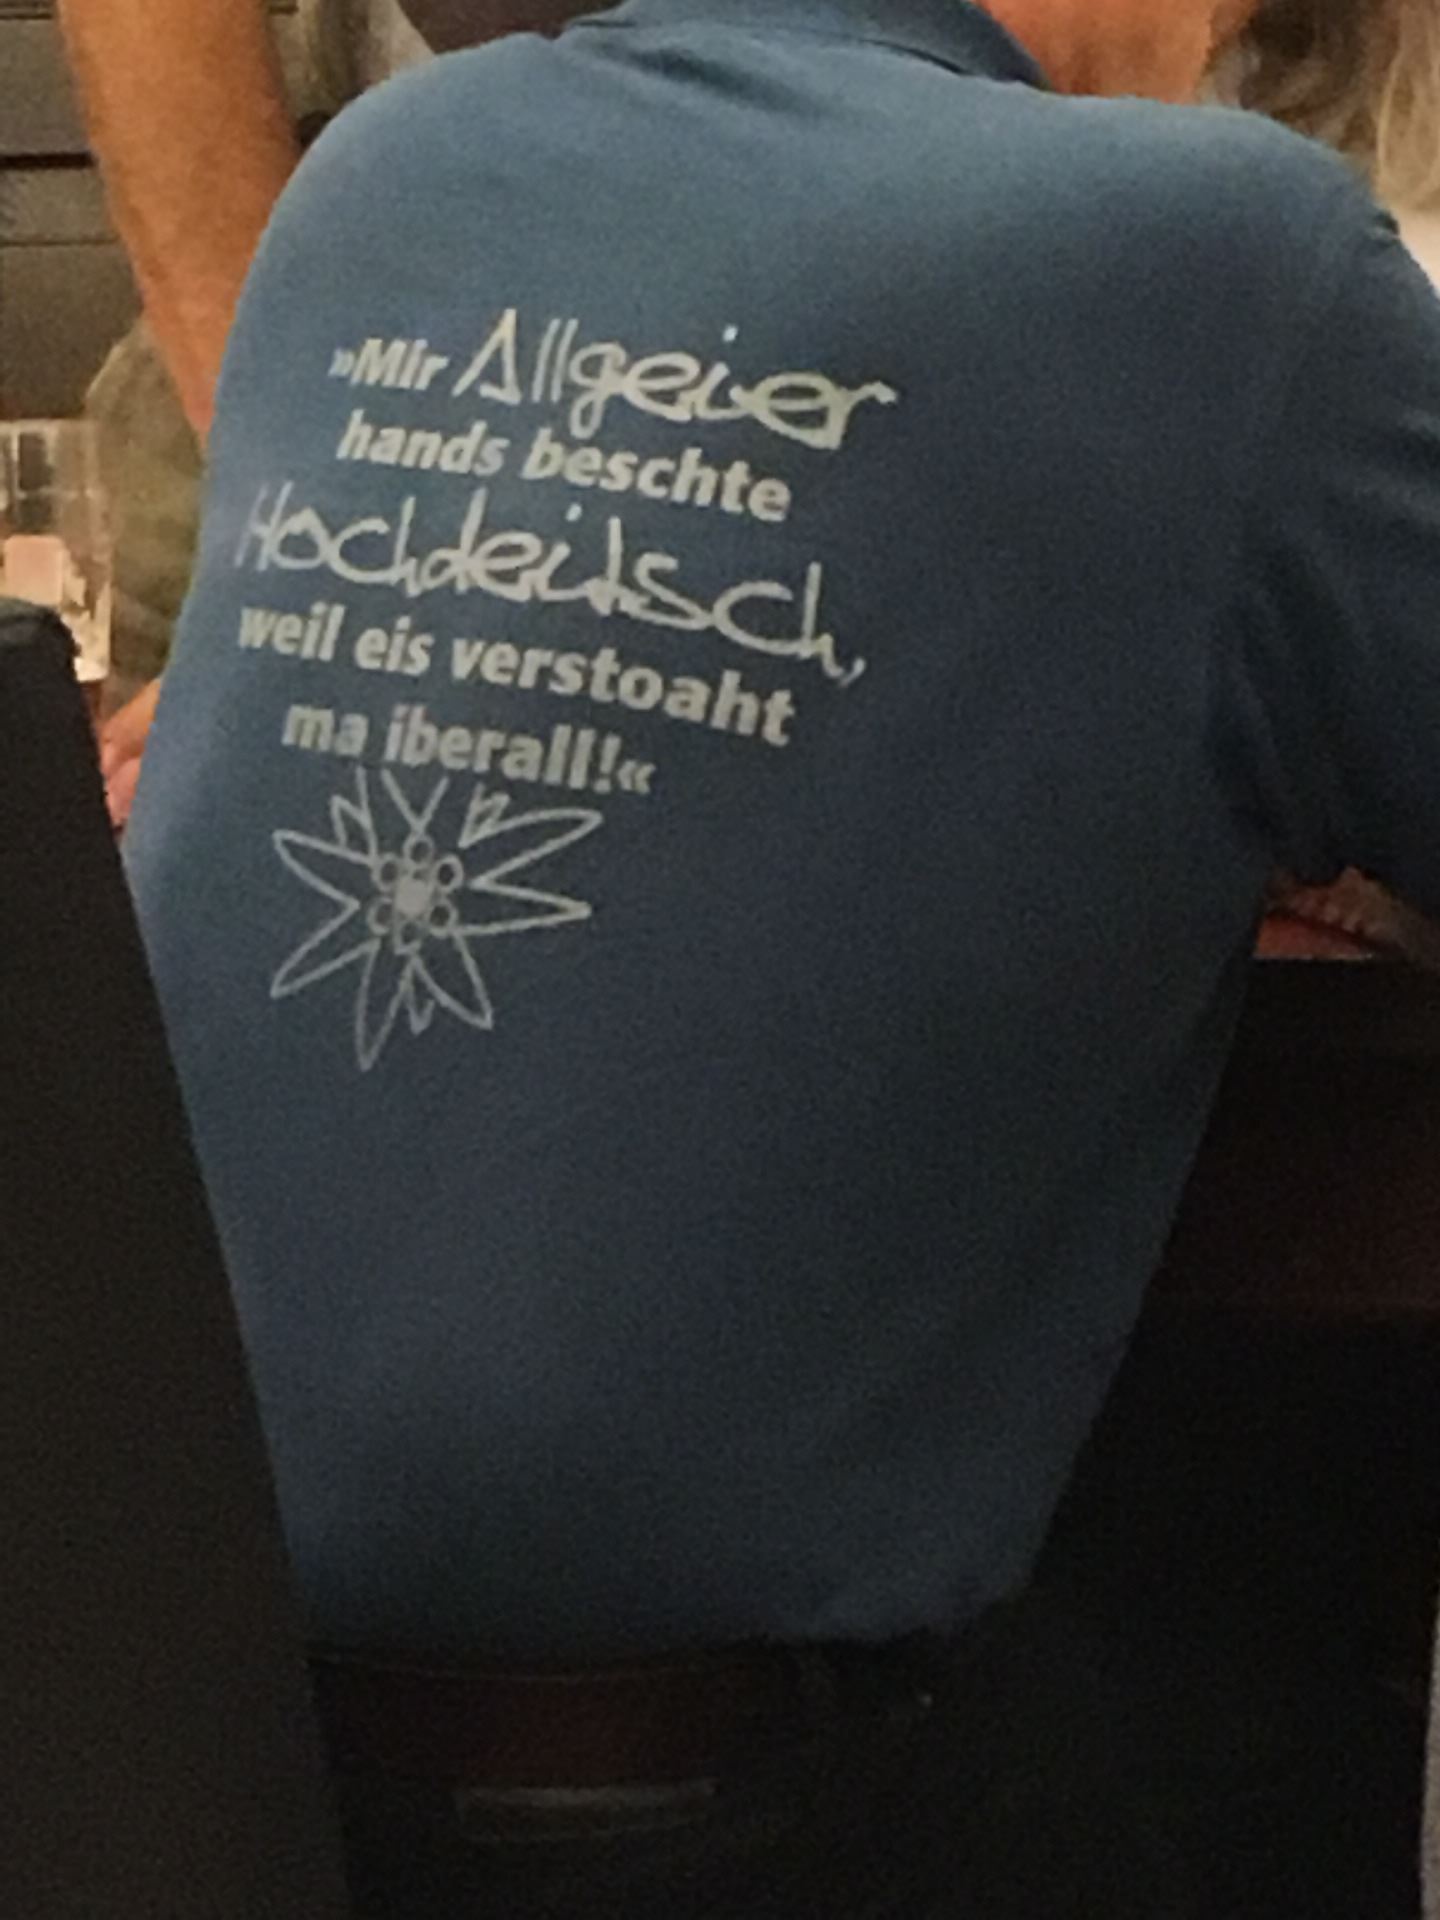 »Mir Allgeier
hands beschte
Hochdeitsch,
weil eis verstoaht
ma iberall!«